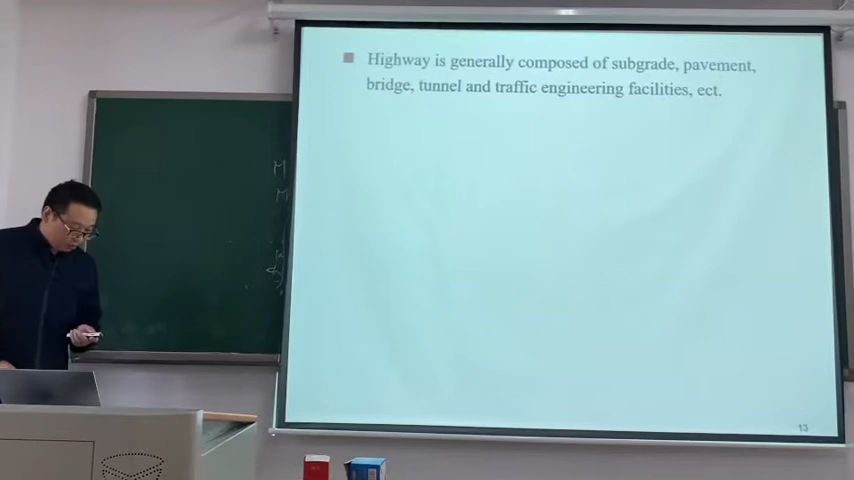 Highway is generally composed of subgrade, pavement,
bridge, tunnel and traffic engineering facilities, ect.
13